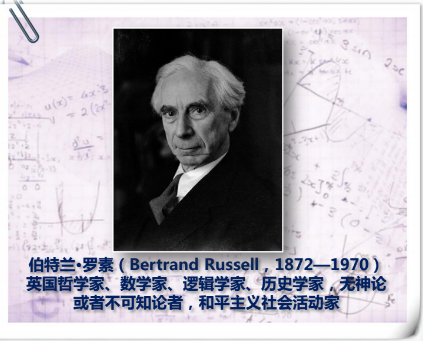 伯特兰•罗素（Bertrand Russell，1872—1970）
英国哲学家、数学家、逻辑学家、历史学家，无神论
或者不可知论者，和平主义社会活动家